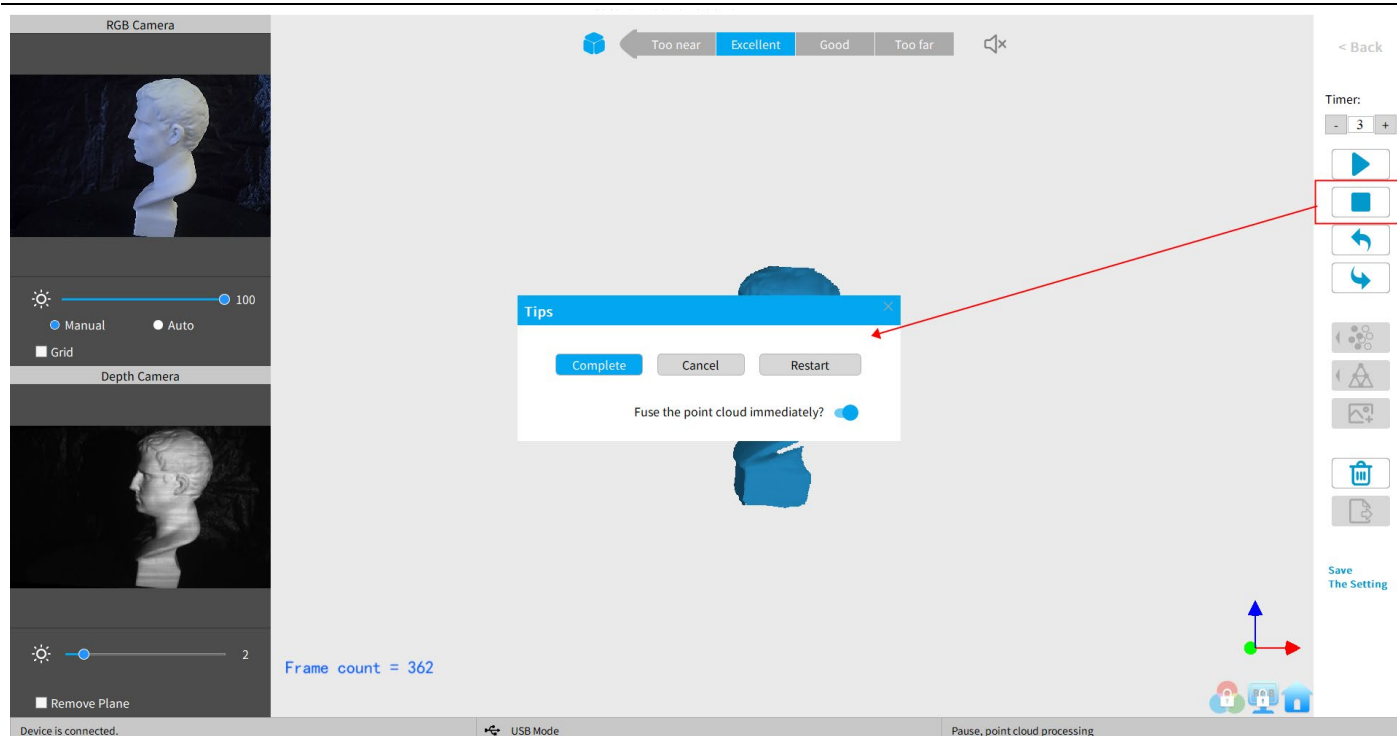 RGB Camera
Too near
Excellent
Good
Too far
< Back
Timer:
- 3 +
100
Manual
Auto
Grid
Depth Camera
Tips
Complete
Cancel
Restart
Fuse the point cloud immediately?
Save
The Setting
2
Frame count = 362
Remove Plane
RGB
Device is connected.
USB Mode
Pause, point cloud processing